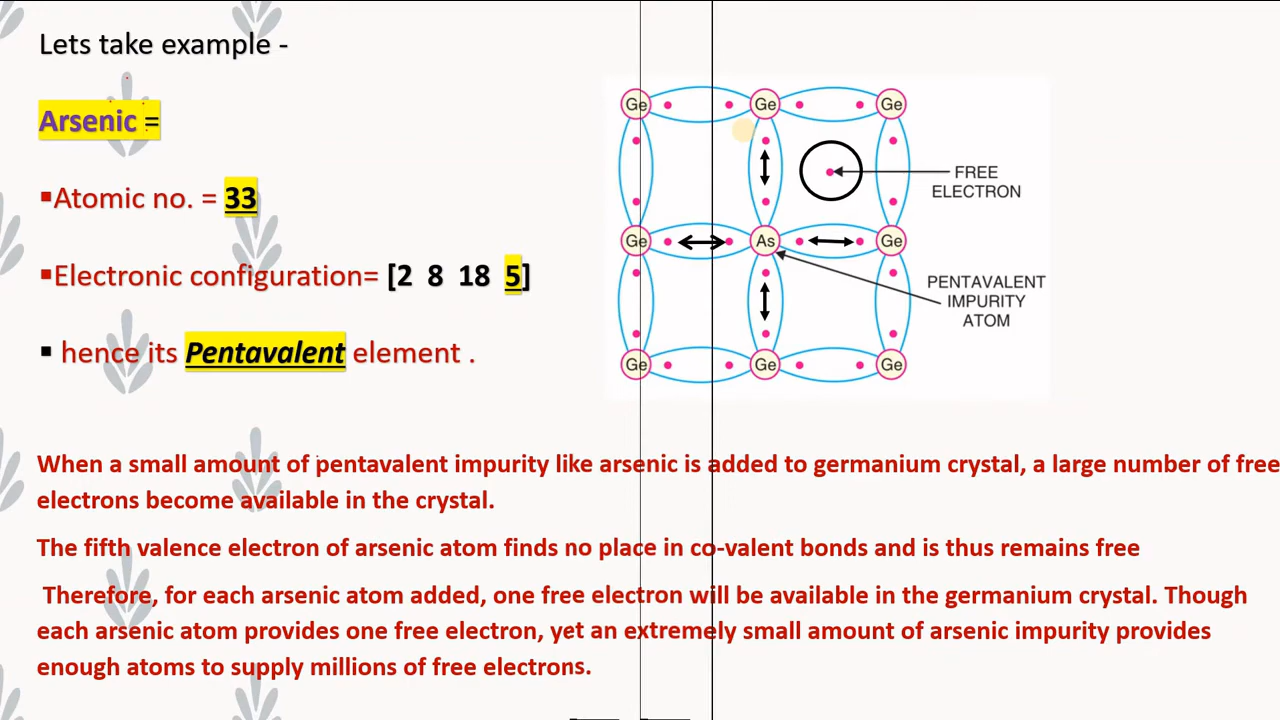 Lets take example -
Arsenic =
▪Atomic no. = 33
▪Electronic configuration= [2 8 18 5]
▪ hence its Pentavalent element .
Ge Ge Ge
FREE
ELECTRON
Ge As Ge
PENTAVALENT
IMPURITY
ATOM
Ge Ge Ge
When a small amount of pentavalent impurity like arsenic is added to germanium crystal, a large number of free
electrons become available in the crystal.
The fifth valence electron of arsenic atom finds no place in co-valent bonds and is thus remains free
Therefore, for each arsenic atom added, one free electron will be available in the germanium crystal. Though
each arsenic atom provides one free electron, yet an extremely small amount of arsenic impurity provides
enough atoms to supply millions of free electrons.